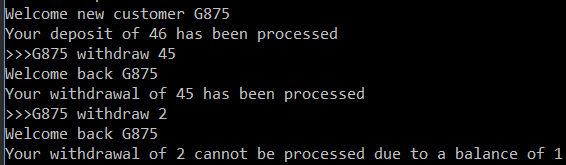 Welcome new customer G875
Your deposit of 46 has been processed
>>>G875 withdraw 45
Welcome back G875
Your withdrawal of 45 has been processed
>>>G875 withdraw 2
Welcome back G875
Your withdrawal of 2 cannot be processed due to a balance of 1